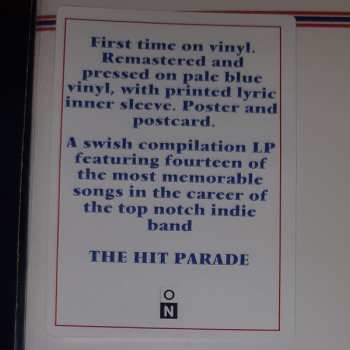 First time on vinyl.
Remastered and
pressed on pale blue
vinyl, with printed lyric
inner sleeve. Poster and
postcard.
A swish compilation LP
featuring fourteen of
the most memorable
songs in the career of
the top notch indie
band
THE HIT PARADE
O
N